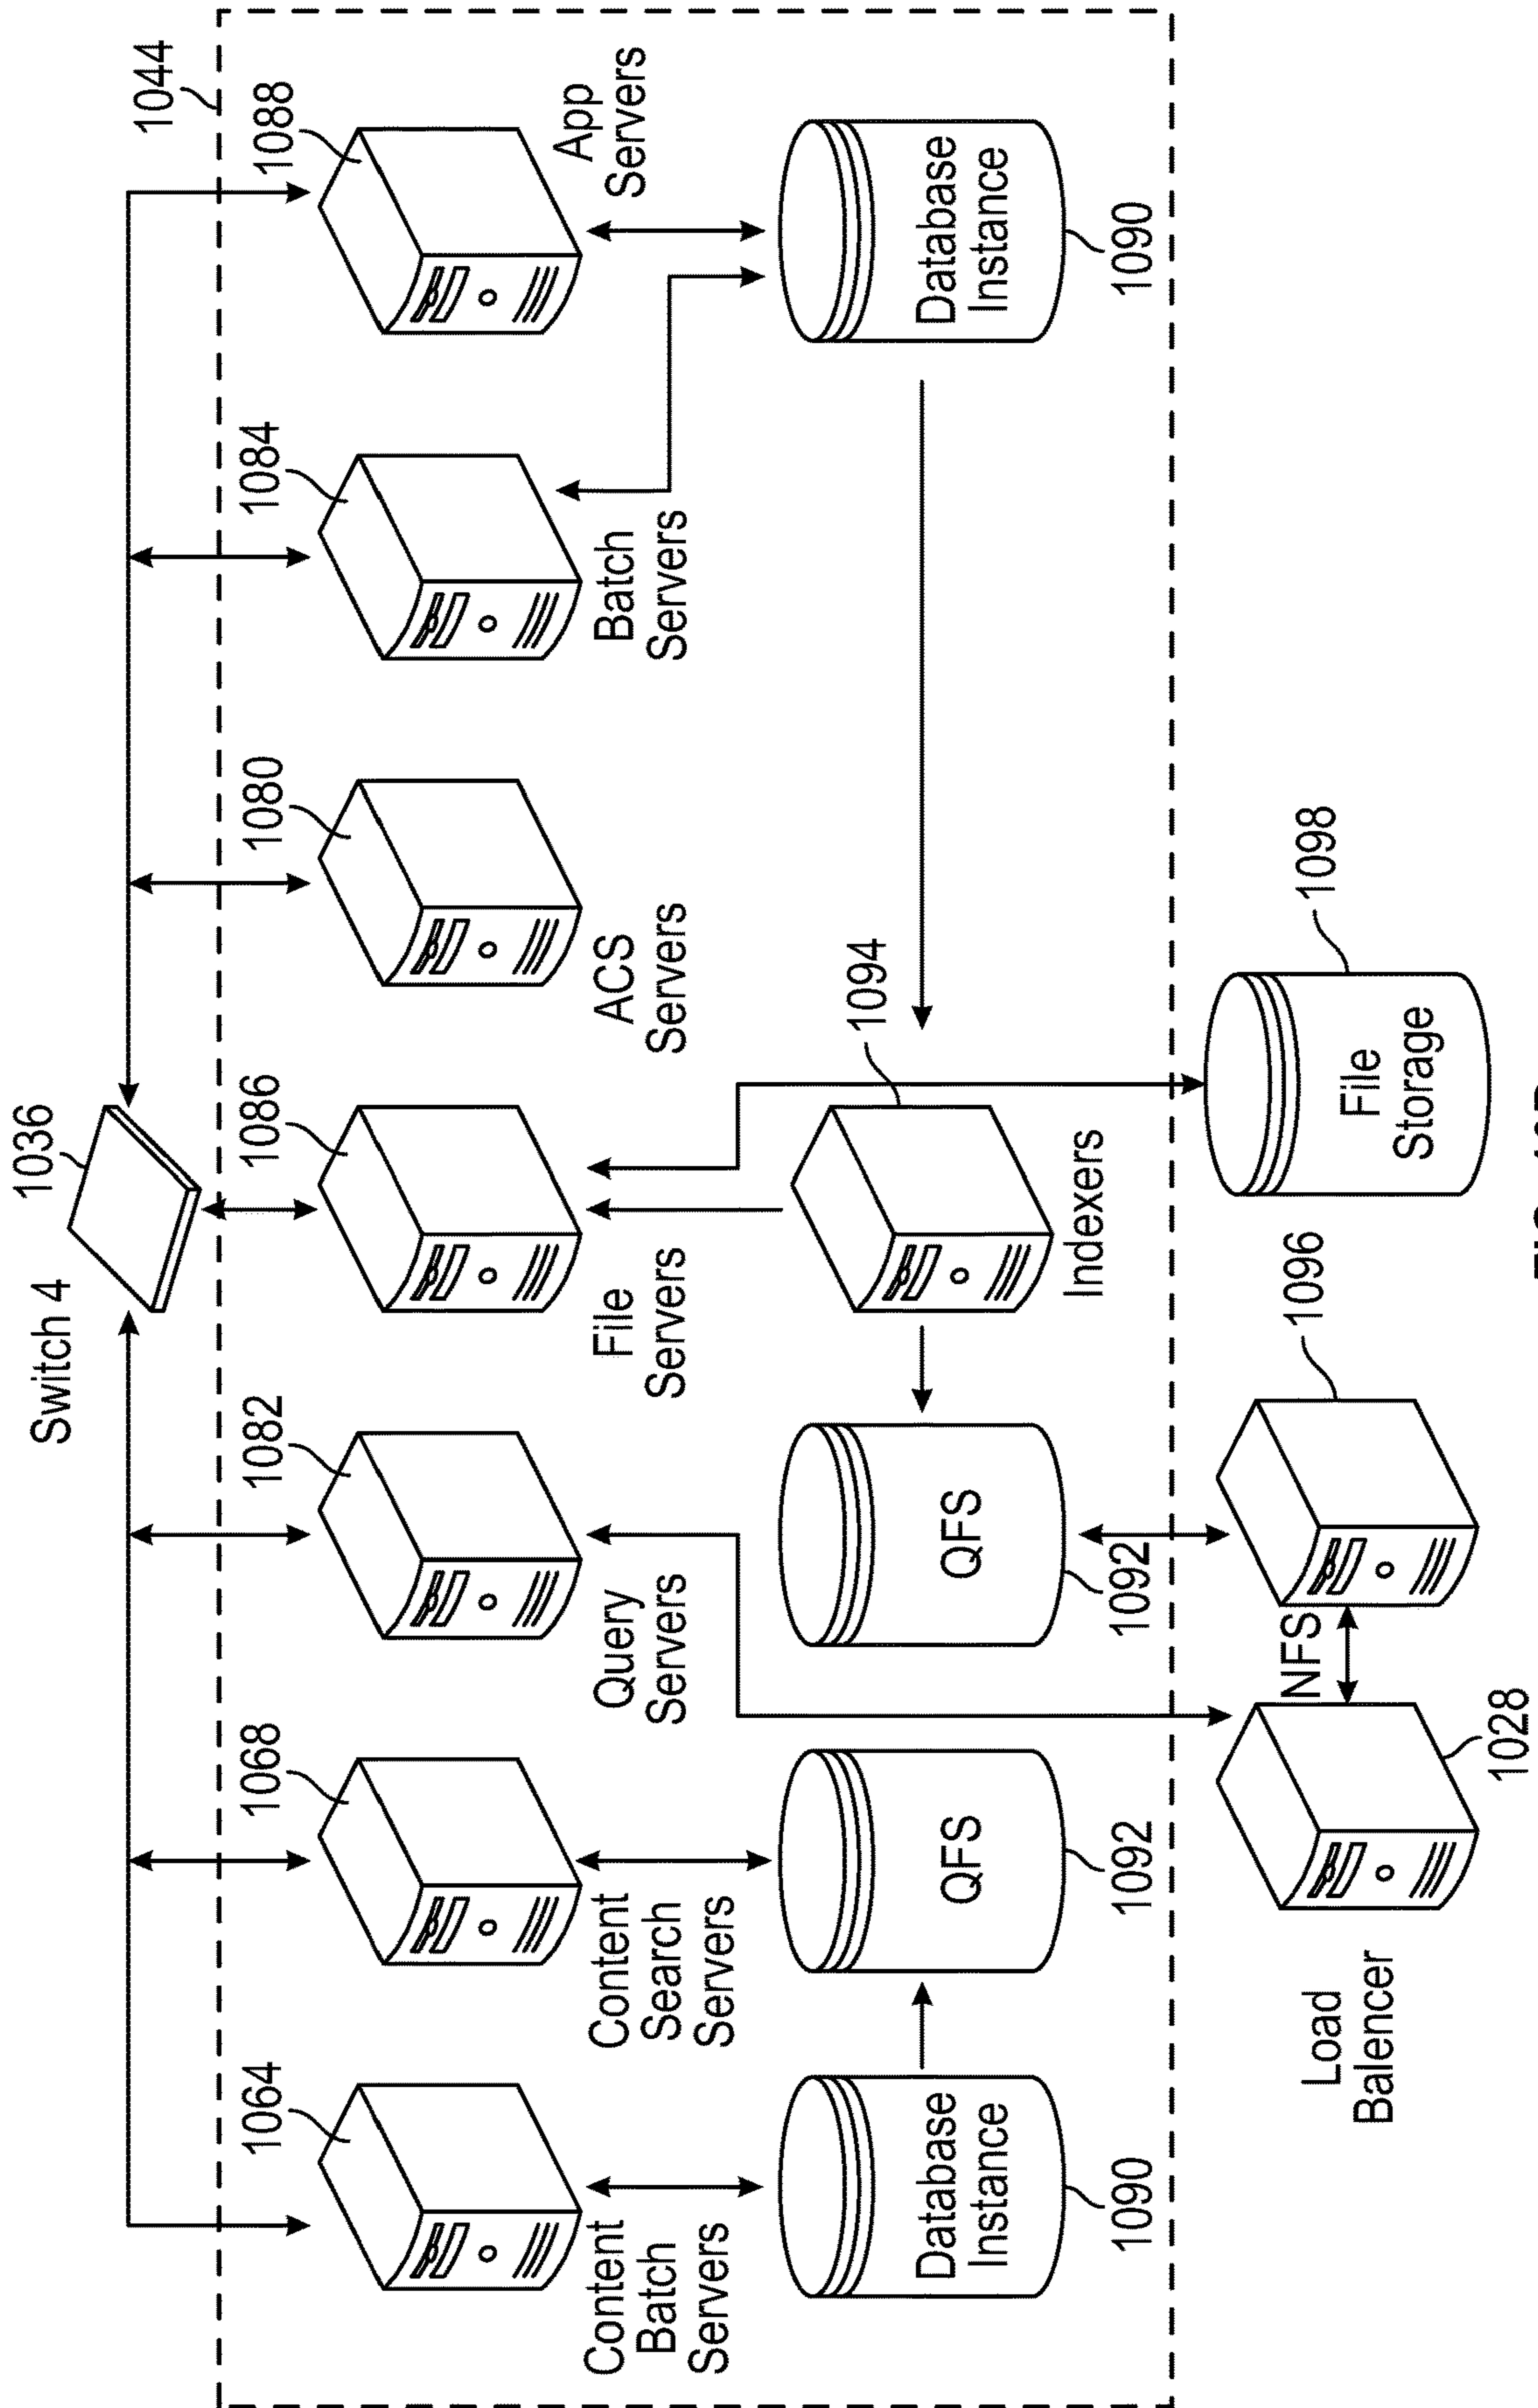 Switch 4
1036
1044
1064
1068
1082
1086
1080
1084
1088
Content
Batch
Servers
Content
Search
Servers
Query
Servers
File
Servers
ACS
Servers
Batch
Servers
App
Servers
1094
Database
Instance
QFS
QFS
Indexers
Database
Instance
1090
1092
1092
1090
Load
Balencer
1028
NFS
1096
File
Storage
1098